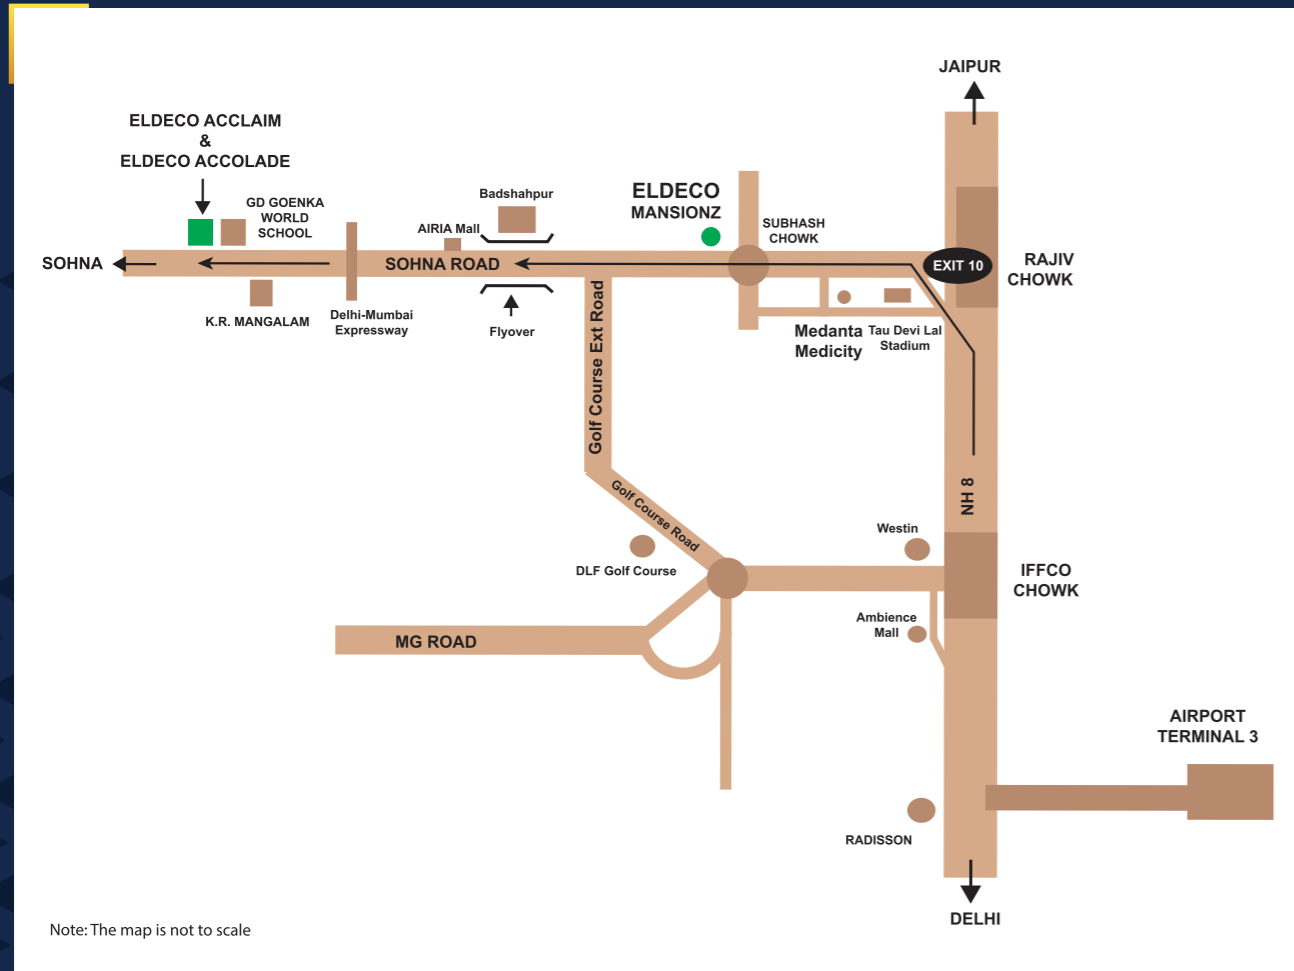 JAIPUR
ELDECO ACCLAIM
&
ELDECO ACCOLADE
GD GOENKA
WORLD
SCHOOL
Badshahpur
AIRIA Mall
ELDECO
MANSIONZ
SUBHASH
CHOWK
SOHNA
SOHNA ROAD
EXIT 10
RAJIV
CHOWK
K.R. MANGALAM
Delhi-Mumbai
Expressway
Flyover
Medanta
Medicity
Tau Devi Lal
Stadium
Golf Course Ext Road
Golf Course Road
NH 8
Westin
DLF Golf Course
IFFCO
CHOWK
Ambience
Mall
MG ROAD
AIRPORT
TERMINAL 3
RADISSON
DELHI
Note: The map is not to scale